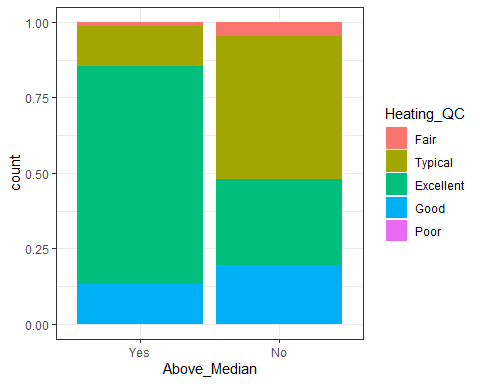 1.00
0.75
0.50
0.25
0.00
count
Yes
No
Above_Median
Heating_QC
Fair
Typical
Excellent
Good
Poor